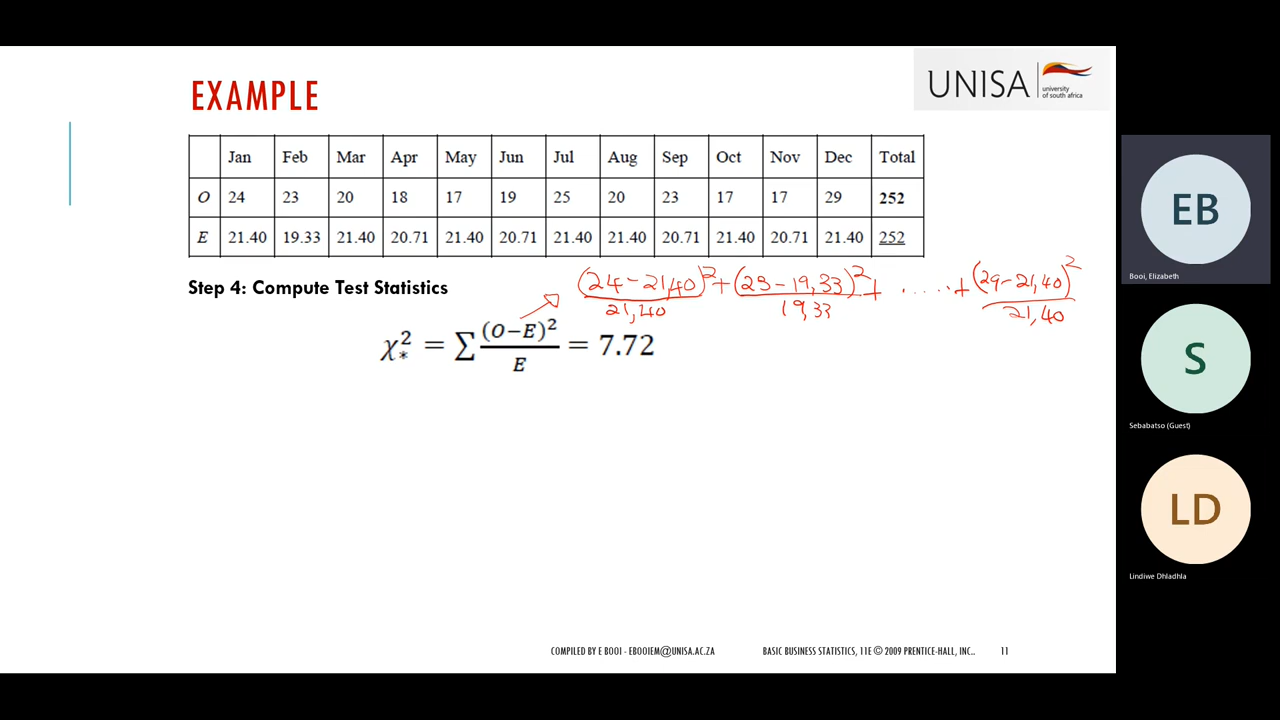 EXAMPLE
UNISA
university
of south africa
Jan Feb Mar Apr May Jun Jul Aug Sep Oct Nov Dec Total
O 24 23 20 18 17 19 25 20 23 17 17 29 252
E 21.40 19.33 21.40 20.71 21.40 20.71 21.40 21.40 20.71 21.40 20.71 21.40 252
Step 4: Compute Test Statistics
(24-21,40)²/21,40 + (23-19,33)²/19,33 + ...... + (29-21,40)²/21,40
χ²* = ∑ (O−E)²/E = 7.72
COMPILED BY E BOOI - EBOOIEM@UNISA.AC.ZA BASIC BUSINESS STATISTICS, 11E © 2009 PRENTICE-HALL, INC.. 11
EB
Booi, Elizabeth
S
Sebabatso (Guest)
LD
Lindiwe Dhladhla